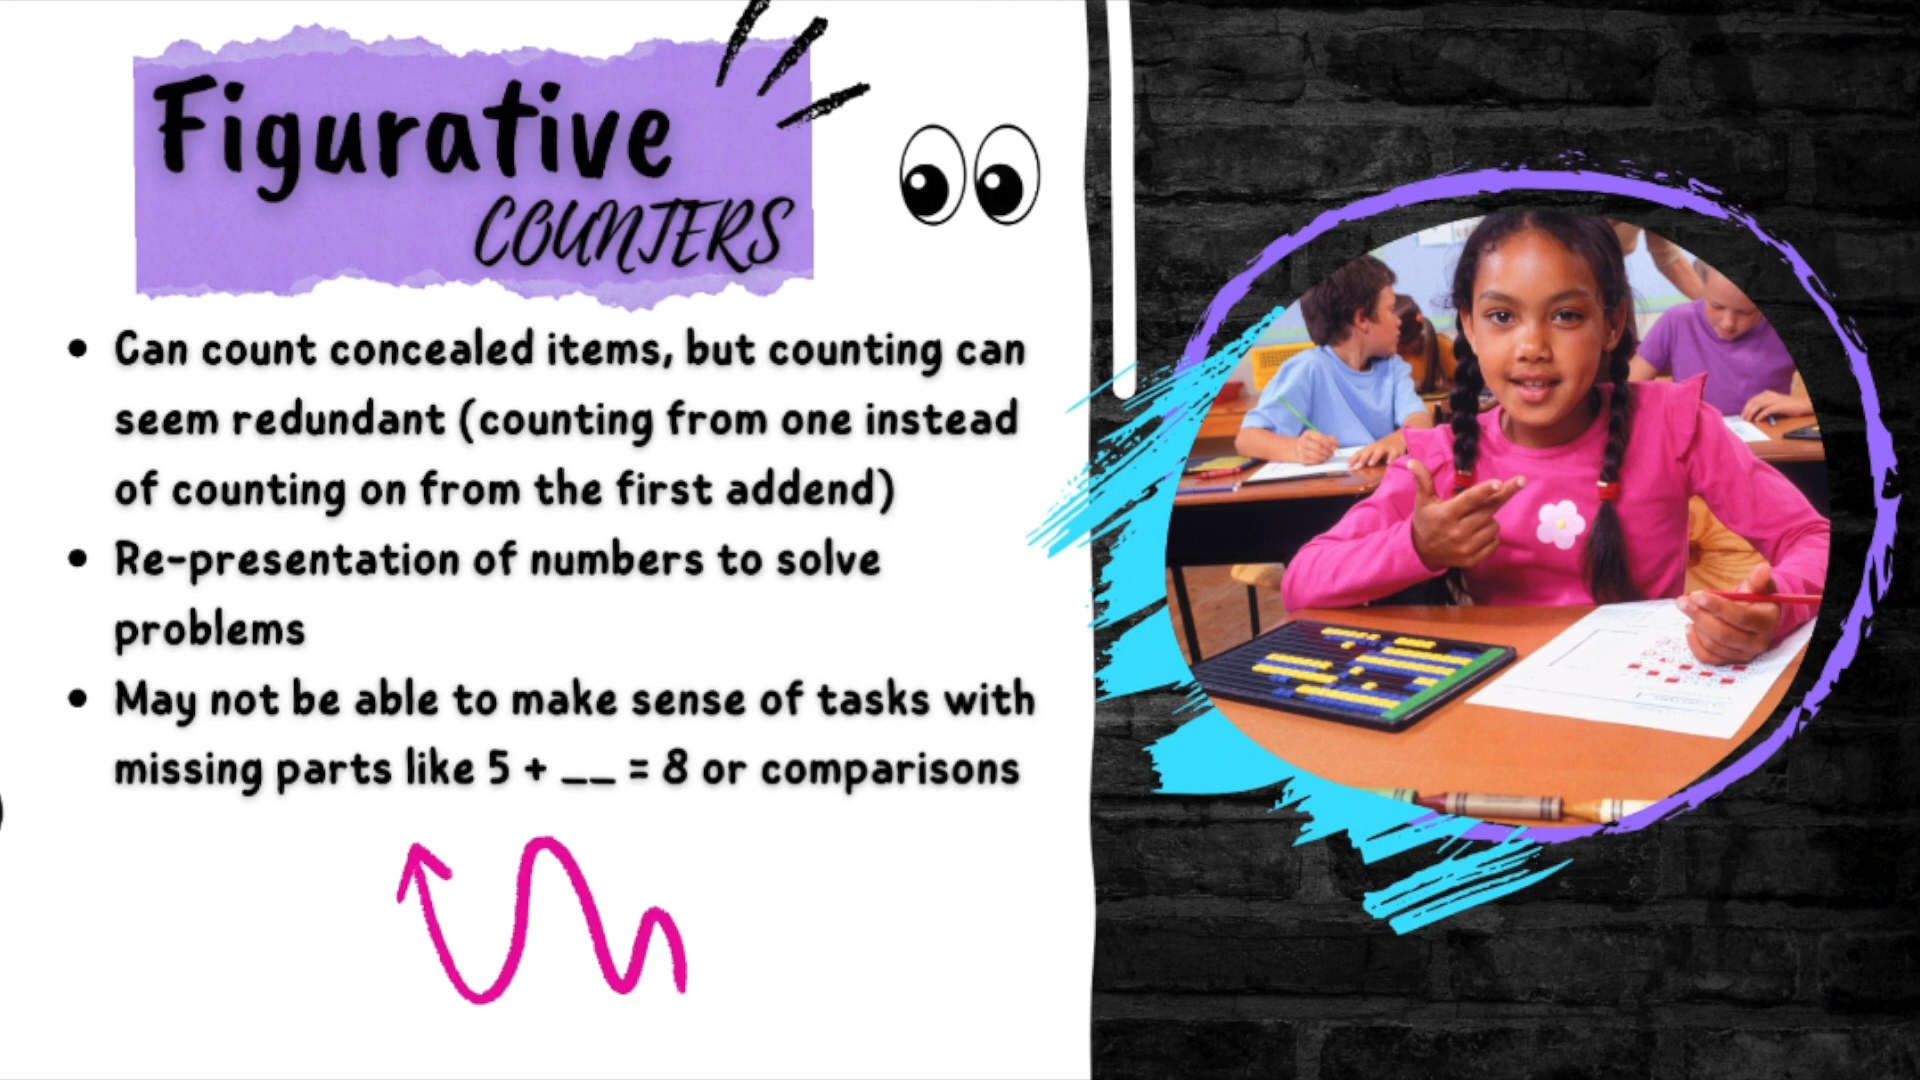 Figurative
COUNTERS
• Can count concealed items, but counting can
seem redundant (counting from one instead
of counting on from the first addend)
• Re-presentation of numbers to solve
problems
• May not be able to make sense of tasks with
missing parts like 5 + __ = 8 or comparisons